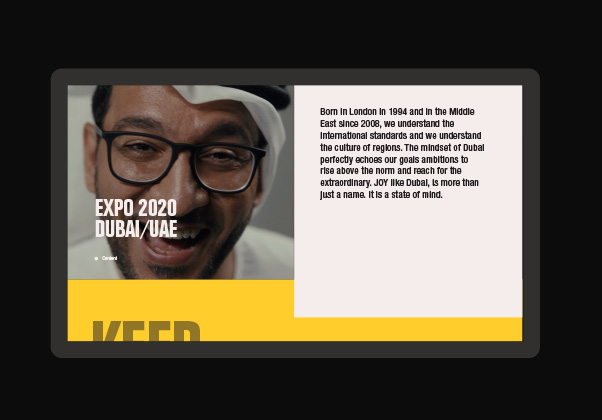 EXPO 2020
DUBAI/UAE
Content
Born in London in 1994 and in the Middle
East since 2008, we understand the
international standards and we understand
the culture of regions. The mindset of Dubai
perfectly echoes our goals ambitions to
rise above the norm and reach for the
extraordinary. JOY like Dubai, is more than
just a name. It is a state of mind.
KEEP